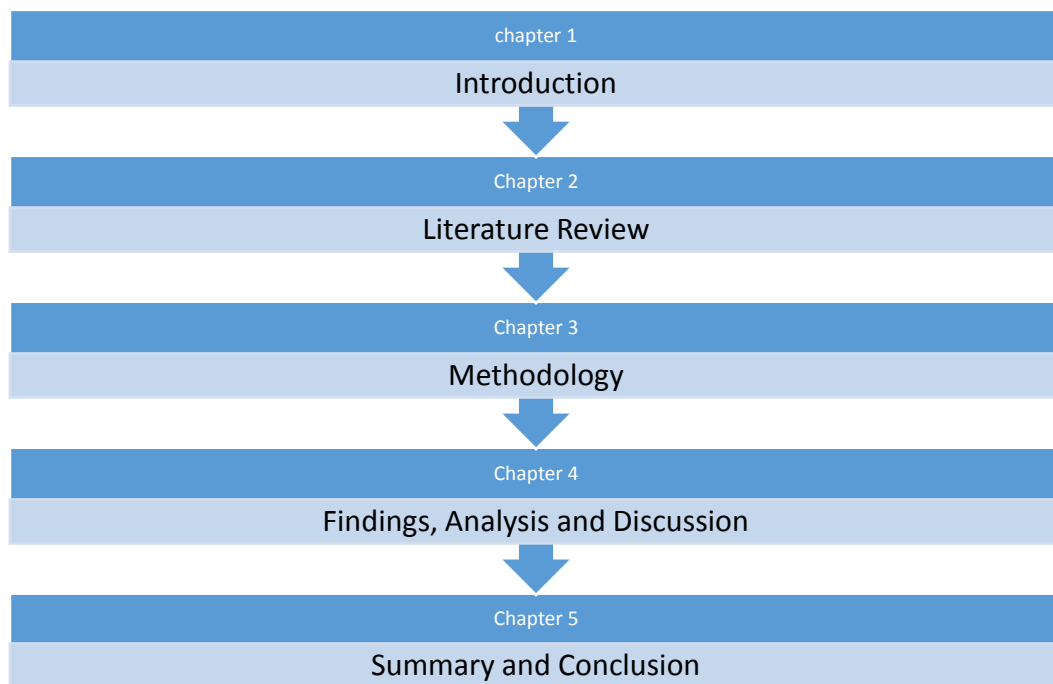 chapter 1
Introduction
Chapter 2
Literature Review
Chapter 3
Methodology
Chapter 4
Findings, Analysis and Discussion
Chapter 5
Summary and Conclusion